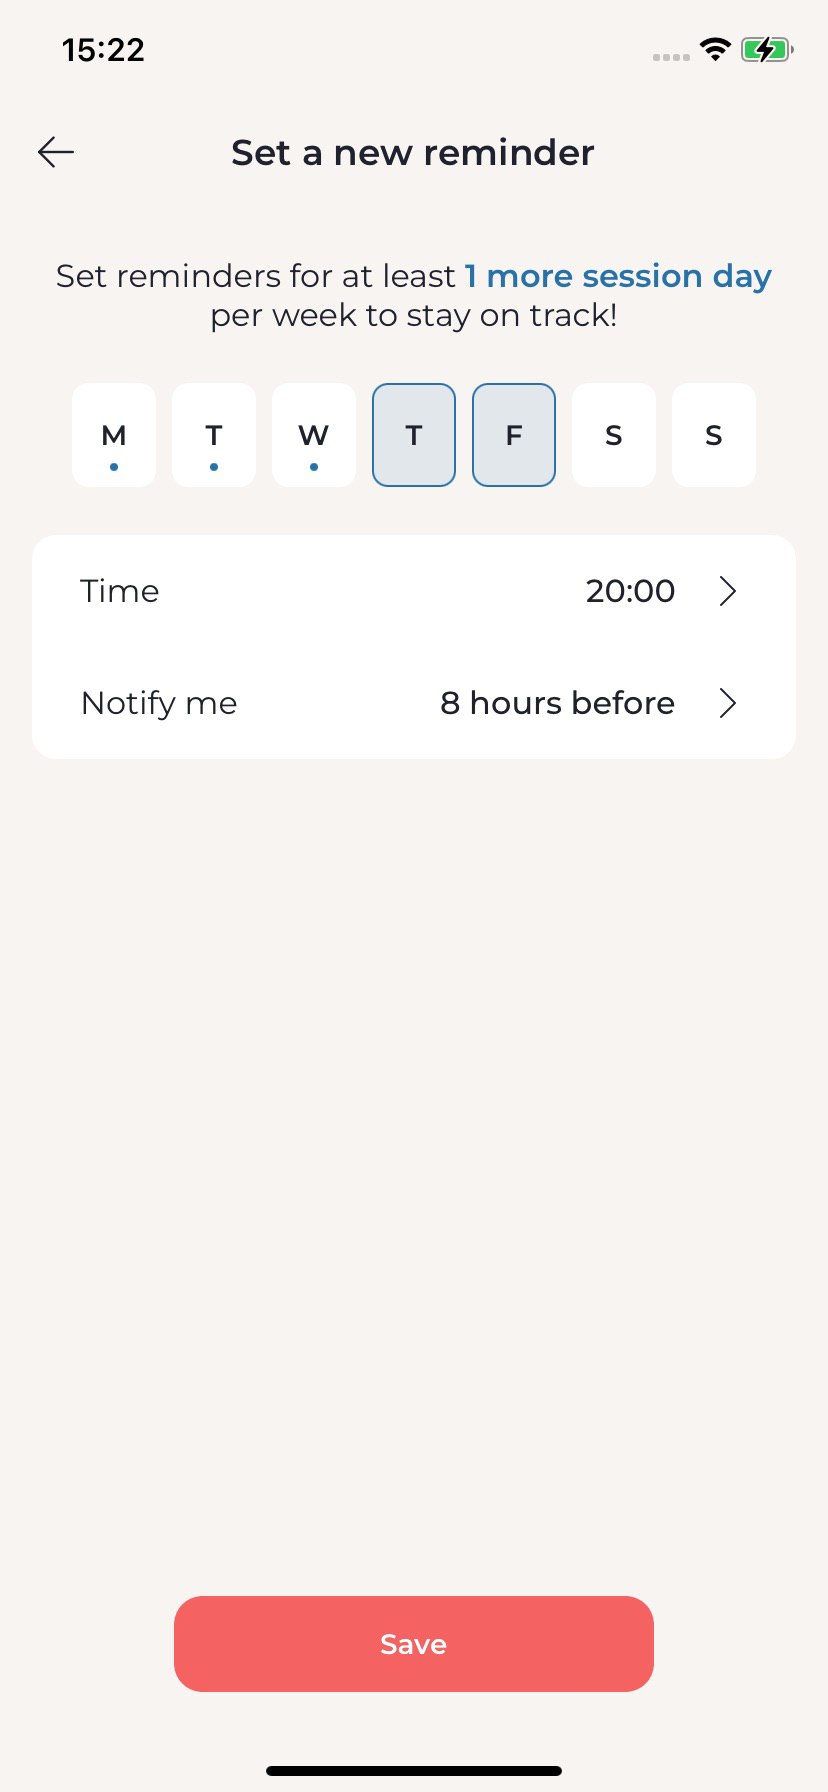 15:22
Set a new reminder
Set reminders for at least 1 more session day
per week to stay on track!
M T W T F S S
Time 20:00
Notify me 8 hours before
Save